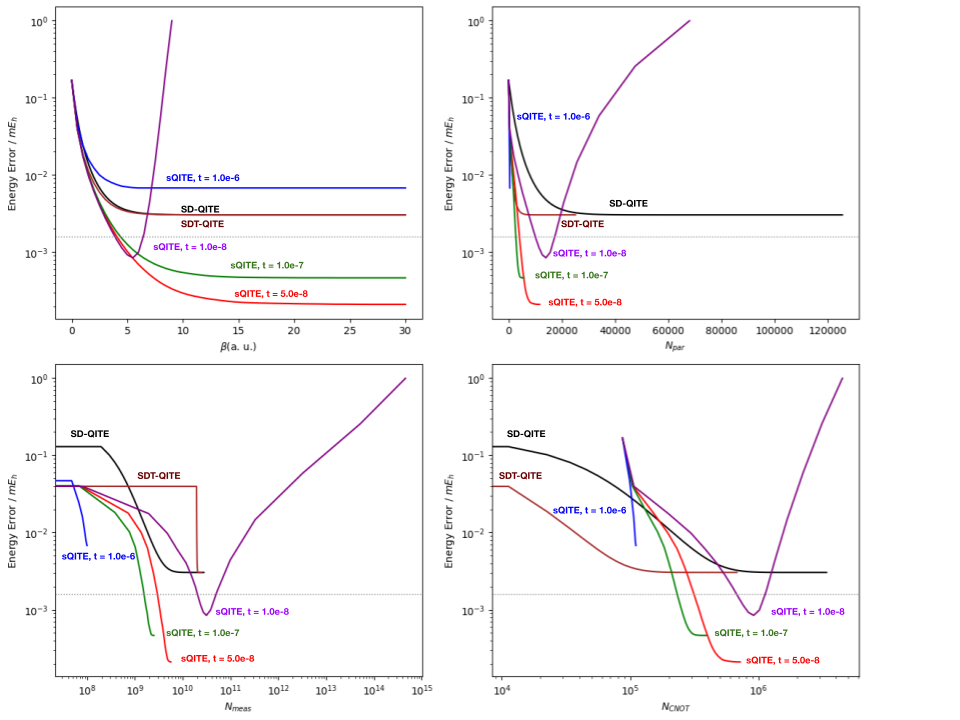 10⁰
10⁻¹
10⁻²
10⁻³
Energy Error / mE_h
sQITE, t = 1.0e-6
SD-QITE
SDT-QITE
sQITE, t = 1.0e-8
sQITE, t = 1.0e-7
sQITE, t = 5.0e-8
0 5 10 15 20 25 30
β(a. u.)
10⁰
10⁻¹
10⁻²
10⁻³
Energy Error / mE_h
sQITE, t = 1.0e-6
SD-QITE
SDT-QITE
sQITE, t = 1.0e-8
sQITE, t = 1.0e-7
sQITE, t = 5.0e-8
0 20000 40000 60000 80000 100000 120000
N_par
10⁰
10⁻¹
10⁻²
10⁻³
Energy Error / mE_h
SD-QITE
SDT-QITE
sQITE, t = 1.0e-6
sQITE, t = 1.0e-8
sQITE, t = 1.0e-7
sQITE, t = 5.0e-8
10⁸ 10⁹ 10¹⁰ 10¹¹ 10¹² 10¹³ 10¹⁴ 10¹⁵
N_meas
10⁰
10⁻¹
10⁻²
10⁻³
Energy Error / mE_h
SD-QITE
SDT-QITE
sQITE, t = 1.0e-6
sQITE, t = 1.0e-8
sQITE, t = 1.0e-7
sQITE, t = 5.0e-8
10⁴ 10⁵ 10⁶
N_CNOT